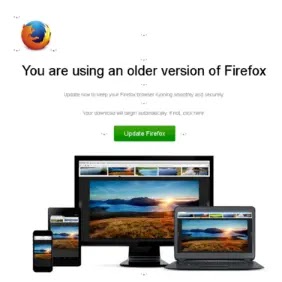 You are using an older version of Firefox
Update now to keep your Firefox browser running smoothly and securely
Your download will begin automatically. If not, click here
Update Firefox